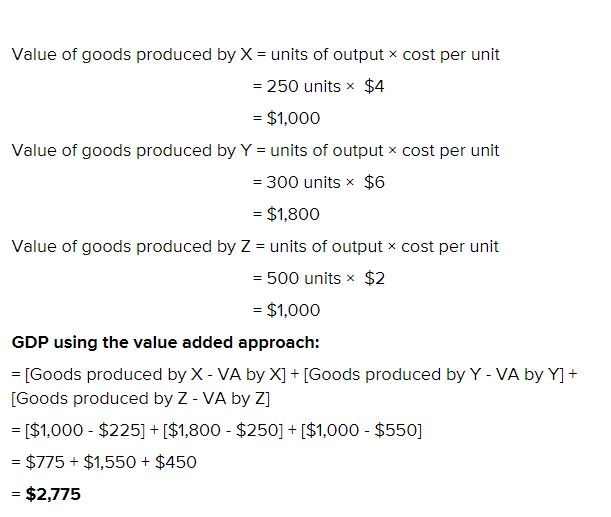 Value of goods produced by X = units of output × cost per unit
= 250 units × $4
= $1,000
Value of goods produced by Y = units of output × cost per unit
= 300 units × $6
= $1,800
Value of goods produced by Z = units of output × cost per unit
= 500 units × $2
= $1,000
GDP using the value added approach:
= [Goods produced by X - VA by X] + [Goods produced by Y - VA by Y] +
[Goods produced by Z - VA by Z]
= [$1,000 - $225] + [$1,800 - $250] + [$1,000 - $550]
= $775 + $1,550 + $450
= $2,775